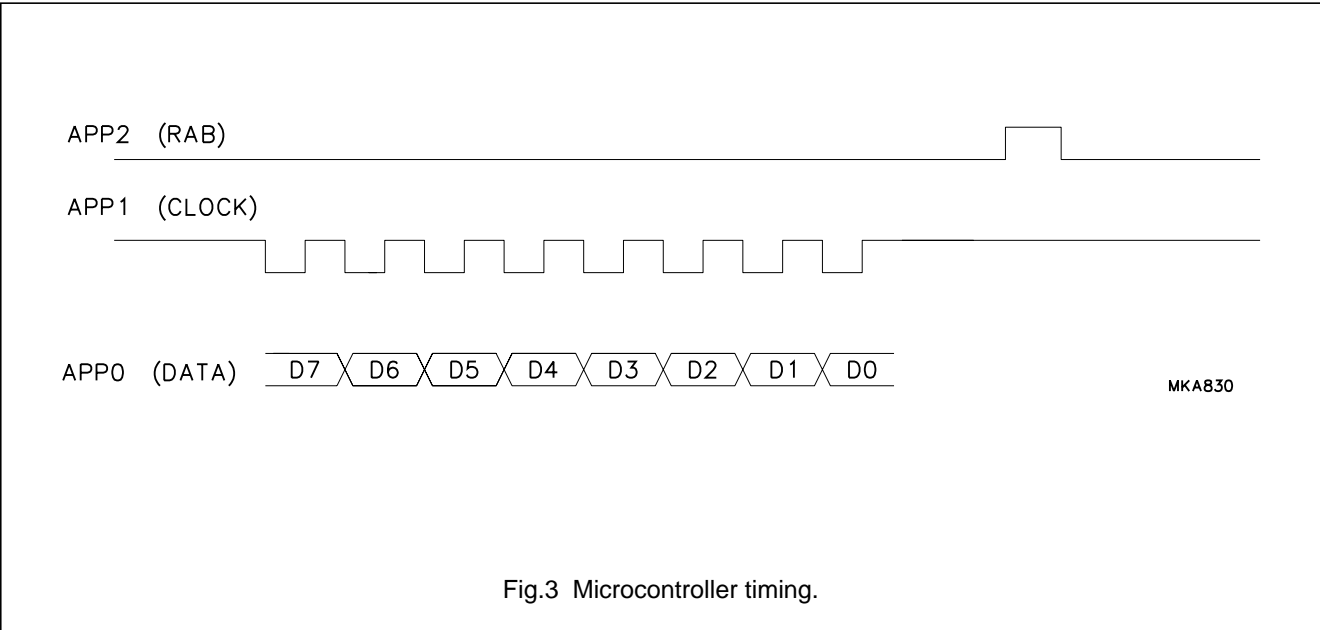 APP2 (RAB)
APP1 (CLOCK)
APP0 (DATA) D7 D6 D5 D4 D3 D2 D1 D0
MKA830
Fig.3 Microcontroller timing.